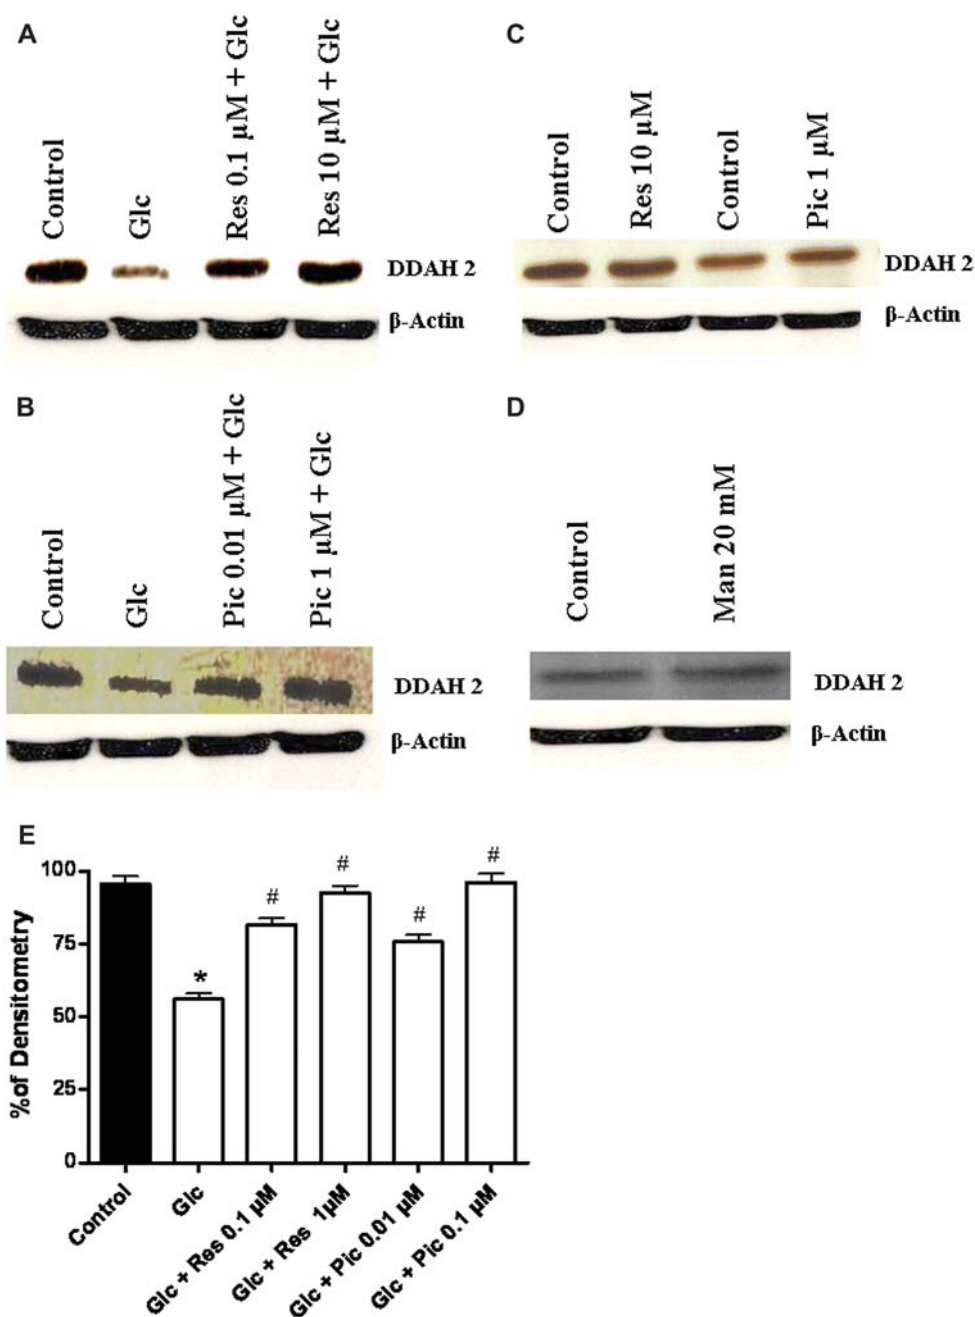 A
Control
Glc
Res 0.1 µM + Glc
Res 10 µM + Glc
DDAH 2
β-Actin
C
Control
Res 10 µM
Control
Pic 1 µM
DDAH 2
β-Actin
B
Control
Glc
Pic 0.01 µM + Glc
Pic 1 µM + Glc
DDAH 2
β-Actin
D
Control
Man 20 mM
DDAH 2
β-Actin
E
%of Densitometry
100
75
50
25
0
*
#
#
#
#
Control
Glc
Glc + Res 0.1 µM
Glc + Res 1µM
Glc + Pic 0.01 µM
Glc + Pic 0.1 µM